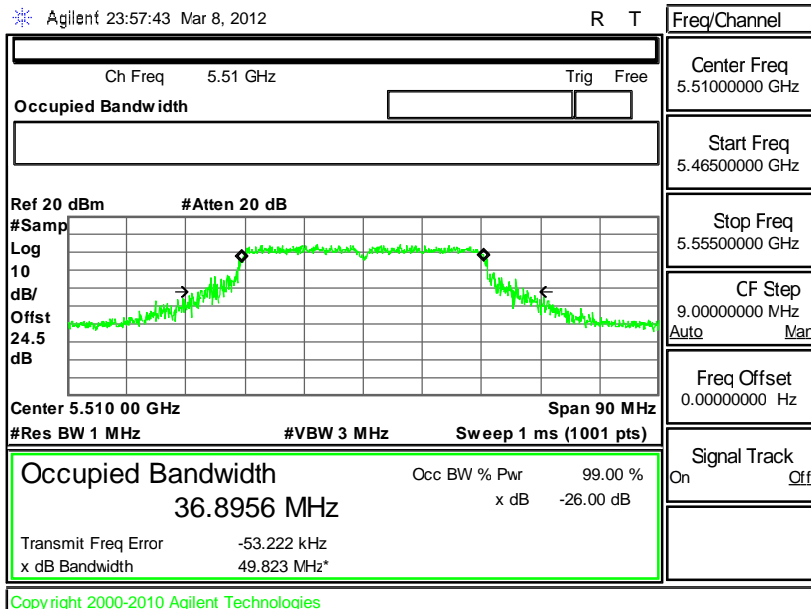 Agilent 23:57:43 Mar 8, 2012 R T
Freq/Channel
Ch Freq 5.51 GHz Trig Free
Occupied Bandwidth
Center Freq
5.51000000 GHz
Start Freq
5.46500000 GHz
Stop Freq
5.55500000 GHz
CF Step
9.00000000 MHz
Auto Man
Freq Offset
0.00000000 Hz
Signal Track
On Off
Ref 20 dBm #Atten 20 dB
#Samp
Log
10
dB/
Offst
24.5
dB
Center 5.510 00 GHz Span 90 MHz
#Res BW 1 MHz #VBW 3 MHz Sweep 1 ms (1001 pts)
Occupied Bandwidth Occ BW % Pwr 99.00 %
36.8956 MHz x dB -26.00 dB
Transmit Freq Error -53.222 kHz
x dB Bandwidth 49.823 MHz*
Copyright 2000-2010 Agilent Technologies